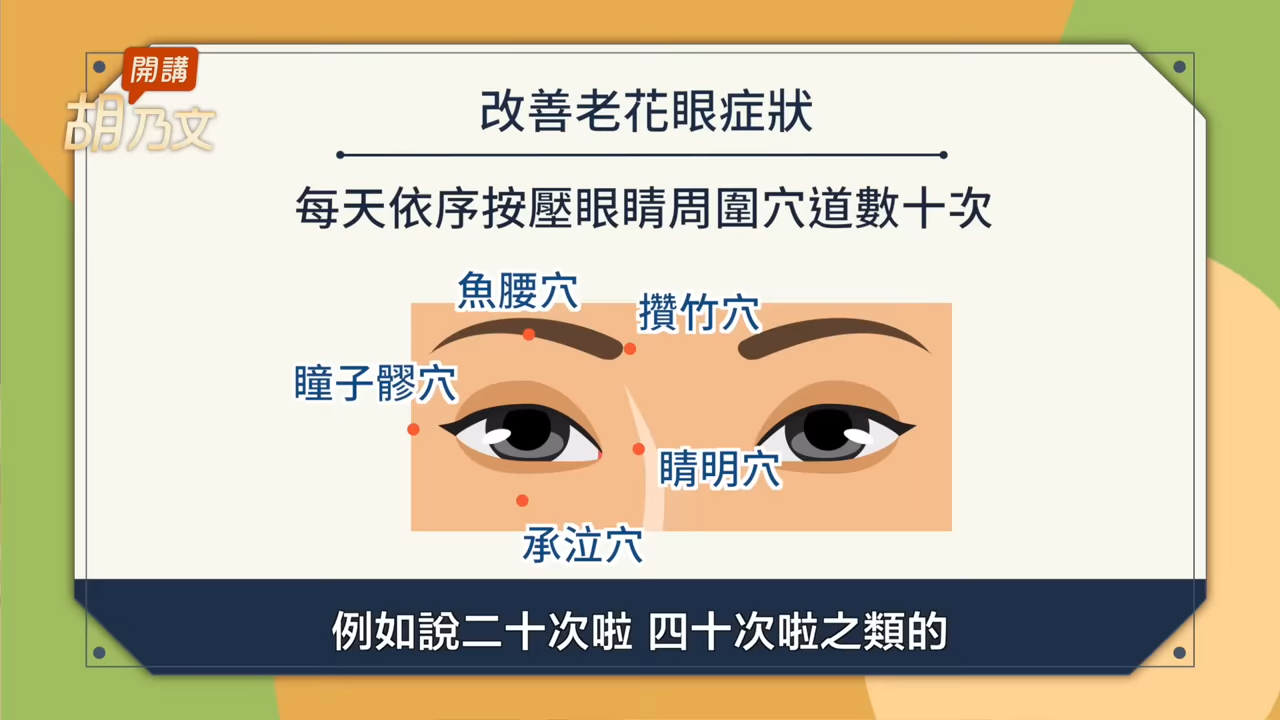 開講
胡乃文
改善老花眼症狀
每天依序按壓眼睛周圍穴道數十次
魚腰穴
攢竹穴
瞳子髎穴
睛明穴
承泣穴
例如說二十次啦 四十次啦之類的